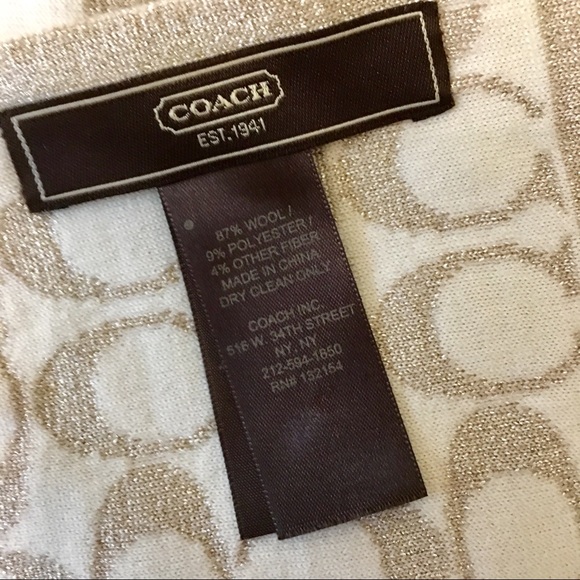 COACH
EST. 1941
87% WOOL /
9% POLYESTER /
4% OTHER FIBER
MADE IN CHINA
DRY CLEAN ONLY
COACH INC.
516 W. 34TH STREET
NY, NY
212-594-1850
RN# 132154